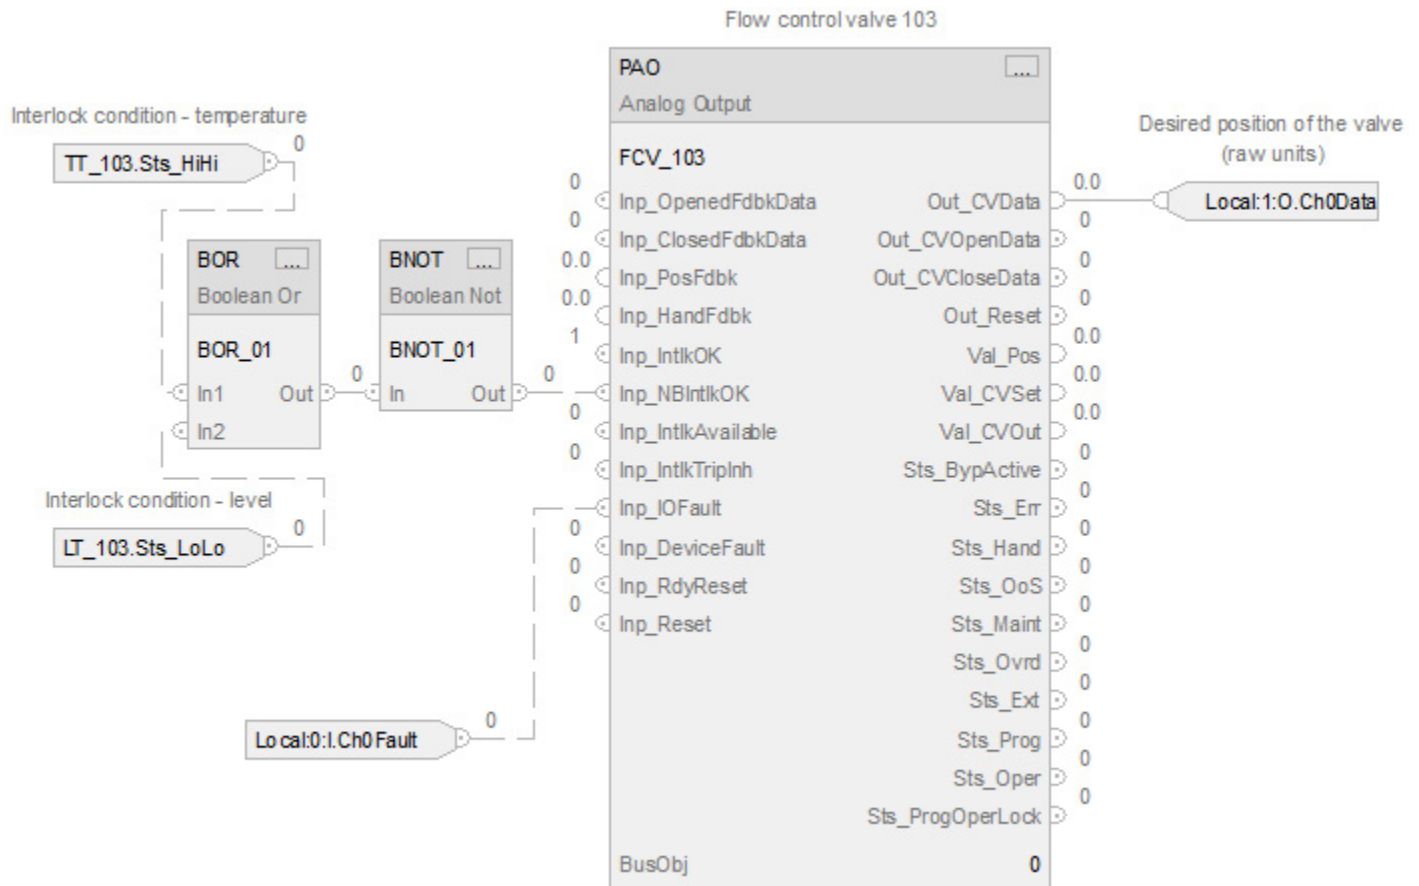 Flow control valve 103
Interlock condition - temperature
0
TT_103.Sts_HiHi
BOR ...
Boolean Or
BOR_01
In1 Out
In2
0
BNOT ...
Boolean Not
BNOT_01
In Out
0
Interlock condition - level
0
LT_103.Sts_LoLo
0
Local:0:I.Ch0Fault
PAO ...
Analog Output
FCV_103
0 Inp_OpenedFdbkData Out_CVData 0.0
0 Inp_ClosedFdbkData Out_CVOpenData 0
0.0 Inp_PosFdbk Out_CVCloseData 0
0.0 Inp_HandFdbk Out_Reset 0
1 Inp_IntlkOK Val_Pos 0.0
Inp_NBIntlkOK Val_CVSet 0.0
0 Inp_IntlkAvailable Val_CVOut 0.0
0 Inp_IntlkTripInh Sts_BypActive 0
Inp_IOFault Sts_Err 0
0 Inp_DeviceFault Sts_Hand 0
0 Inp_RdyReset Sts_OoS 0
0 Inp_Reset Sts_Maint 0
Sts_Ovrd 0
Sts_Ext 0
Sts_Prog 0
Sts_Oper 0
Sts_ProgOperLock 0
BusObj 0
Desired position of the valve
(raw units)
Local:1:O.Ch0Data